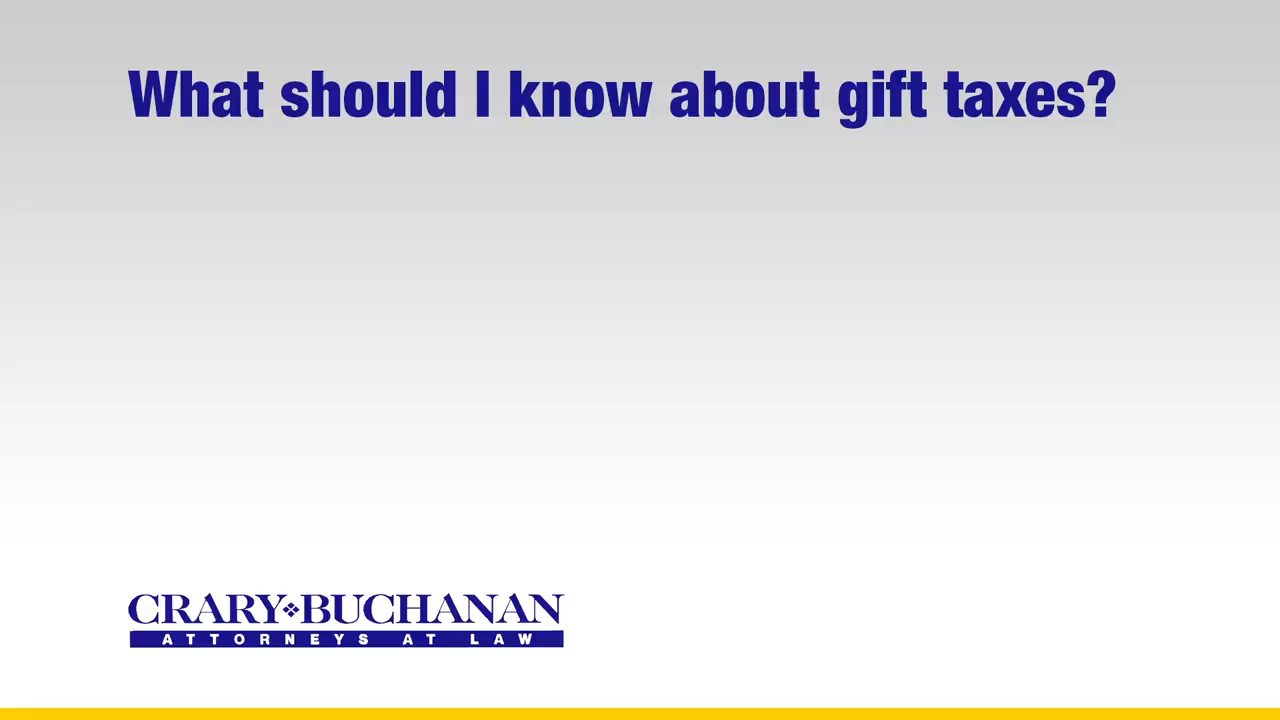 What should I know about gift taxes?
CRARY BUCHANAN
ATTORNEYS AT LAW